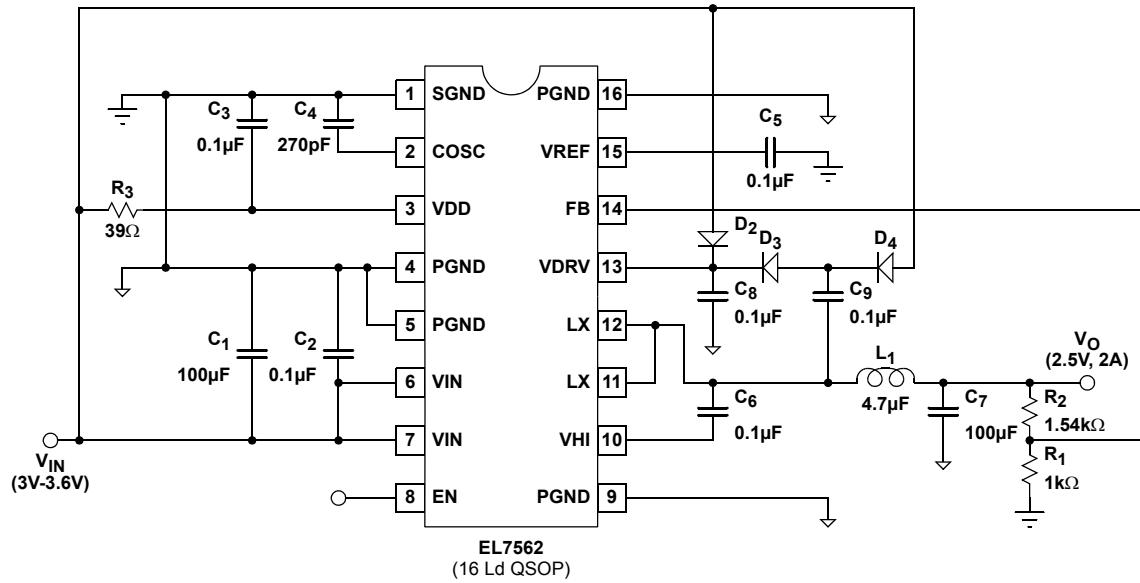 C3
0.1µF
C4
270pF
R3
39Ω
C1
100µF
C2
0.1µF
VIN
(3V-3.6V)
1 SGND
2 COSC
3 VDD
4 PGND
5 PGND
6 VIN
7 VIN
8 EN
PGND 16
VREF 15
FB 14
VDRV 13
LX 12
LX 11
VHI 10
PGND 9
EL7562
(16 Ld QSOP)
C5
0.1µF
D2
D3
D4
C8
0.1µF
C9
0.1µF
C6
0.1µF
L1
4.7µF
C7
100µF
VO
(2.5V, 2A)
R2
1.54kΩ
R1
1kΩ